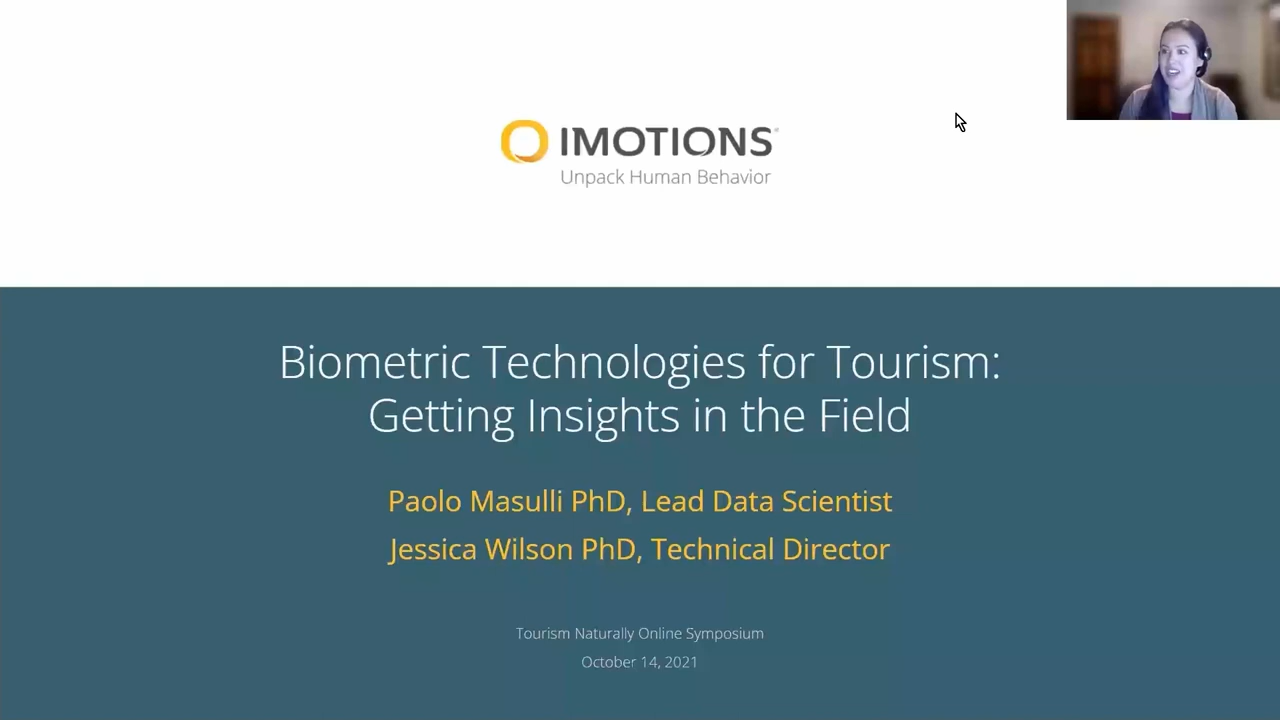 IMOTIONS
Unpack Human Behavior
Biometric Technologies for Tourism:
Getting Insights in the Field
Paolo Masulli PhD, Lead Data Scientist
Jessica Wilson PhD, Technical Director
Tourism Naturally Online Symposium
October 14, 2021